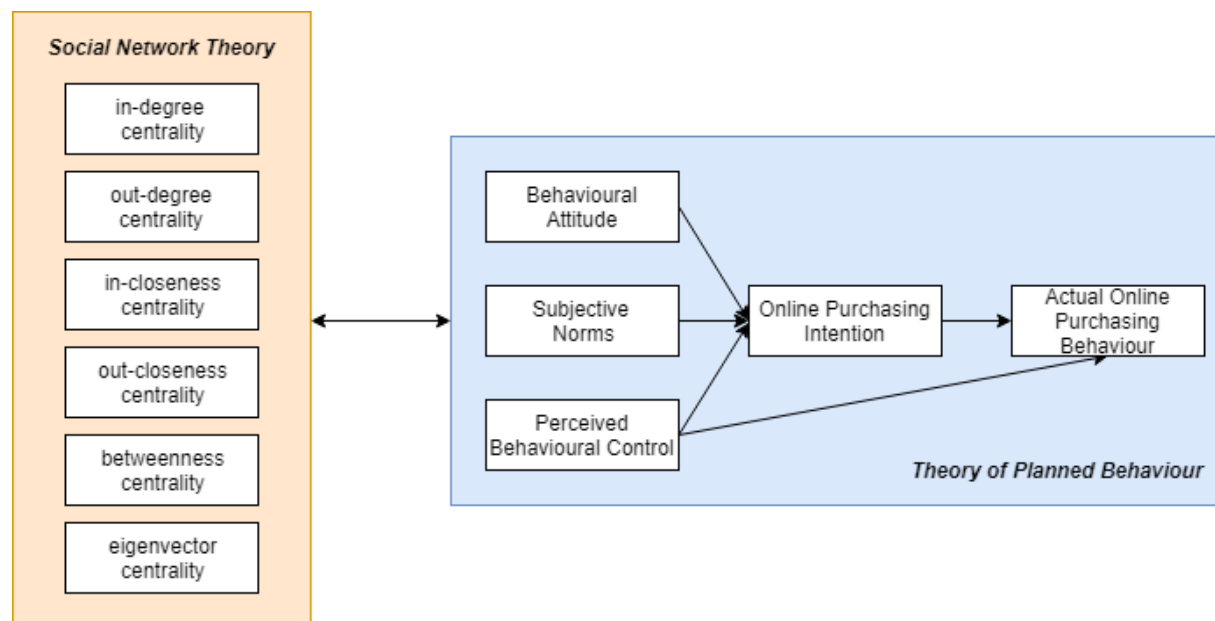 Social Network Theory
in-degree
centrality
out-degree
centrality
in-closeness
centrality
out-closeness
centrality
betweenness
centrality
eigenvector
centrality
Behavioural
Attitude
Subjective
Norms
Perceived
Behavioural Control
Online Purchasing
Intention
Actual Online
Purchasing
Behaviour
Theory of Planned Behaviour